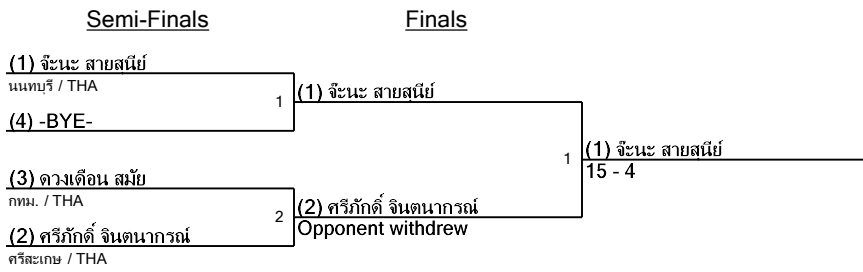 Semi-Finals Finals
(1) จ๊ะนะ สายสุนีย์
นนทบุรี / THA
1 (1) จ๊ะนะ สายสุนีย์
(4) -BYE-
1 (1) จ๊ะนะ สายสุนีย์
15 - 4
(3) ดวงเดือน สมัย
กทม. / THA
2 (2) ศรีภักดิ์ จินตนากรณ์
Opponent withdrew
(2) ศรีภักดิ์ จินตนากรณ์
ศรีสะเกษ / THA